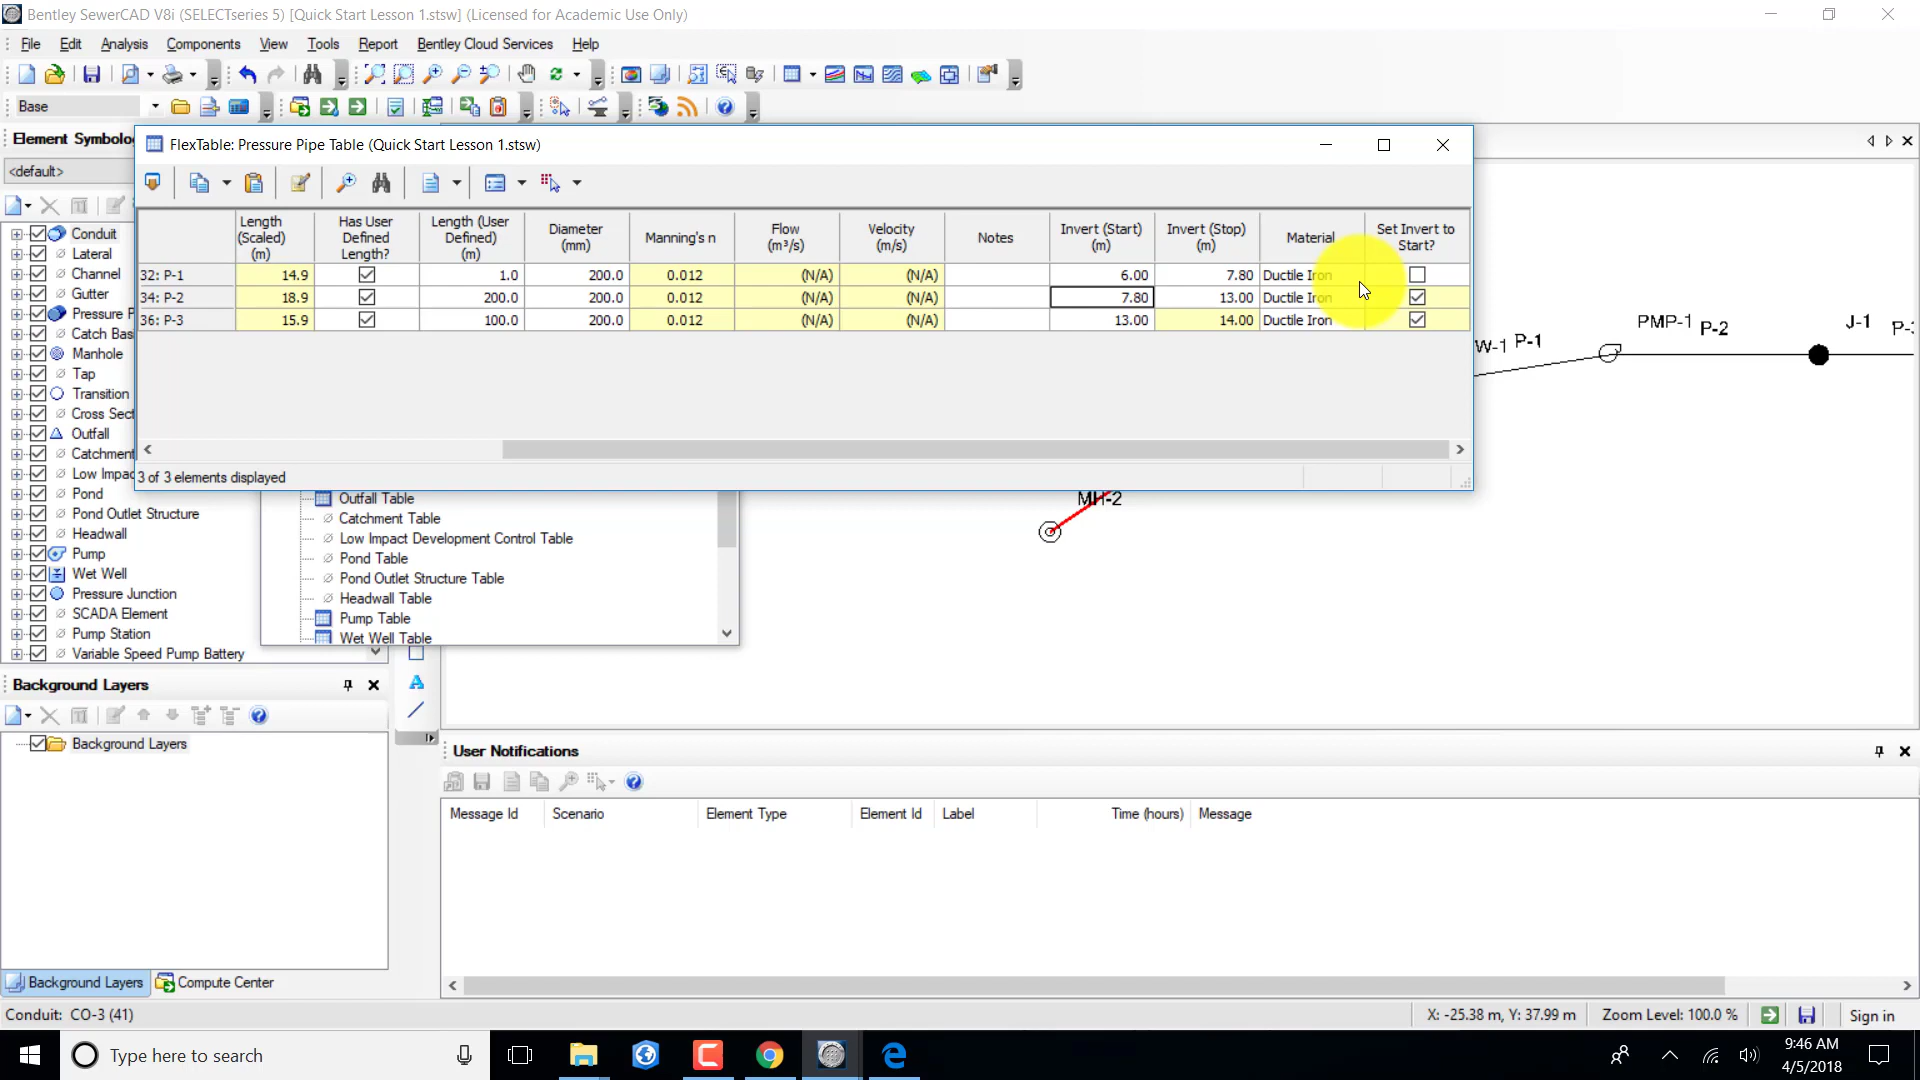 Bentley SewerCAD V8i (SELECTseries 5) [Quick Start Lesson 1.stsw] (Licensed for Academic Use Only)
File Edit Analysis Components View Tools Report Bentley Cloud Services Help
Base
Element Symbolo
<default>
Conduit
Lateral
Channel
Gutter
Pressure P
Catch Bas
Manhole
Tap
Transition
Cross Sect
Outfall
Catchment
Low Impac
Pond
Pond Outlet Structure
Headwall
Pump
Wet Well
Pressure Junction
SCADA Element
Pump Station
Variable Speed Pump Battery
FlexTable: Pressure Pipe Table (Quick Start Lesson 1.stsw)
Length (Scaled) (m) Has User Defined Length? Length (User Defined) (m) Diameter (mm) Manning's n Flow (m³/s) Velocity (m/s) Notes Invert (Start) (m) Invert (Stop) (m) Material Set Invert to Start?
32: P-1 14.9 1.0 200.0 0.012 (N/A) (N/A) 6.00 7.80 Ductile Iron
34: P-2 18.9 200.0 200.0 0.012 (N/A) (N/A) 7.80 13.00 Ductile Iron
36: P-3 15.9 100.0 200.0 0.012 (N/A) (N/A) 13.00 14.00 Ductile Iron
3 of 3 elements displayed
Outfall Table
Catchment Table
Low Impact Development Control Table
Pond Table
Pond Outlet Structure Table
Headwall Table
Pump Table
Wet Well Table
W-1 P-1 PMP-1 P-2 J-1 P-
MH-2
Background Layers
Background Layers
Background Layers Compute Center
User Notifications
Message Id Scenario Element Type Element Id Label Time (hours) Message
Conduit: CO-3 (41)
X: -25.38 m, Y: 37.99 m Zoom Level: 100.0 % Sign in
Type here to search
9:46 AM
4/5/2018